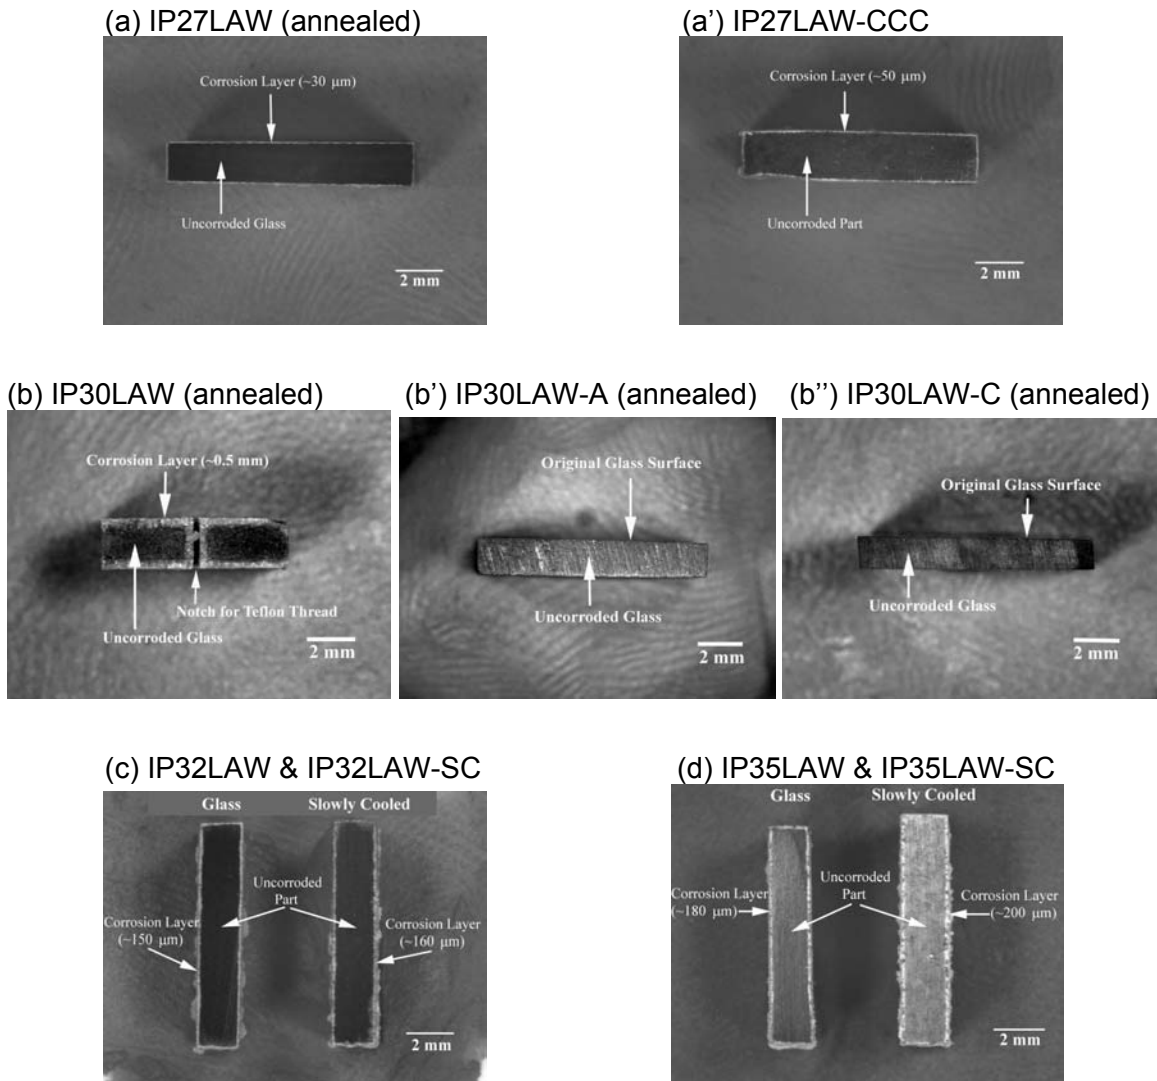 (a) IP27LAW (annealed)
Corrosion Layer (~30 μm)
Uncorroded Glass
2 mm
(a') IP27LAW-CCC
Corrosion Layer (~50 μm)
Uncorroded Part
2 mm
(b) IP30LAW (annealed)
Corrosion Layer (~0.5 mm)
Notch for Teflon Thread
Uncorroded Glass
2 mm
(b') IP30LAW-A (annealed)
Original Glass Surface
Uncorroded Glass
2 mm
(b'') IP30LAW-C (annealed)
Original Glass Surface
Uncorroded Glass
2 mm
(c) IP32LAW & IP32LAW-SC
Glass
Slowly Cooled
Uncorroded
Part
Corrosion Layer
(~150 μm)
Corrosion Layer
(~160 μm)
2 mm
(d) IP35LAW & IP35LAW-SC
Glass
Slowly Cooled
Corrosion Layer
(~180 μm)
Uncorroded
Part
Corrosion Layer
(~200 μm)
2 mm